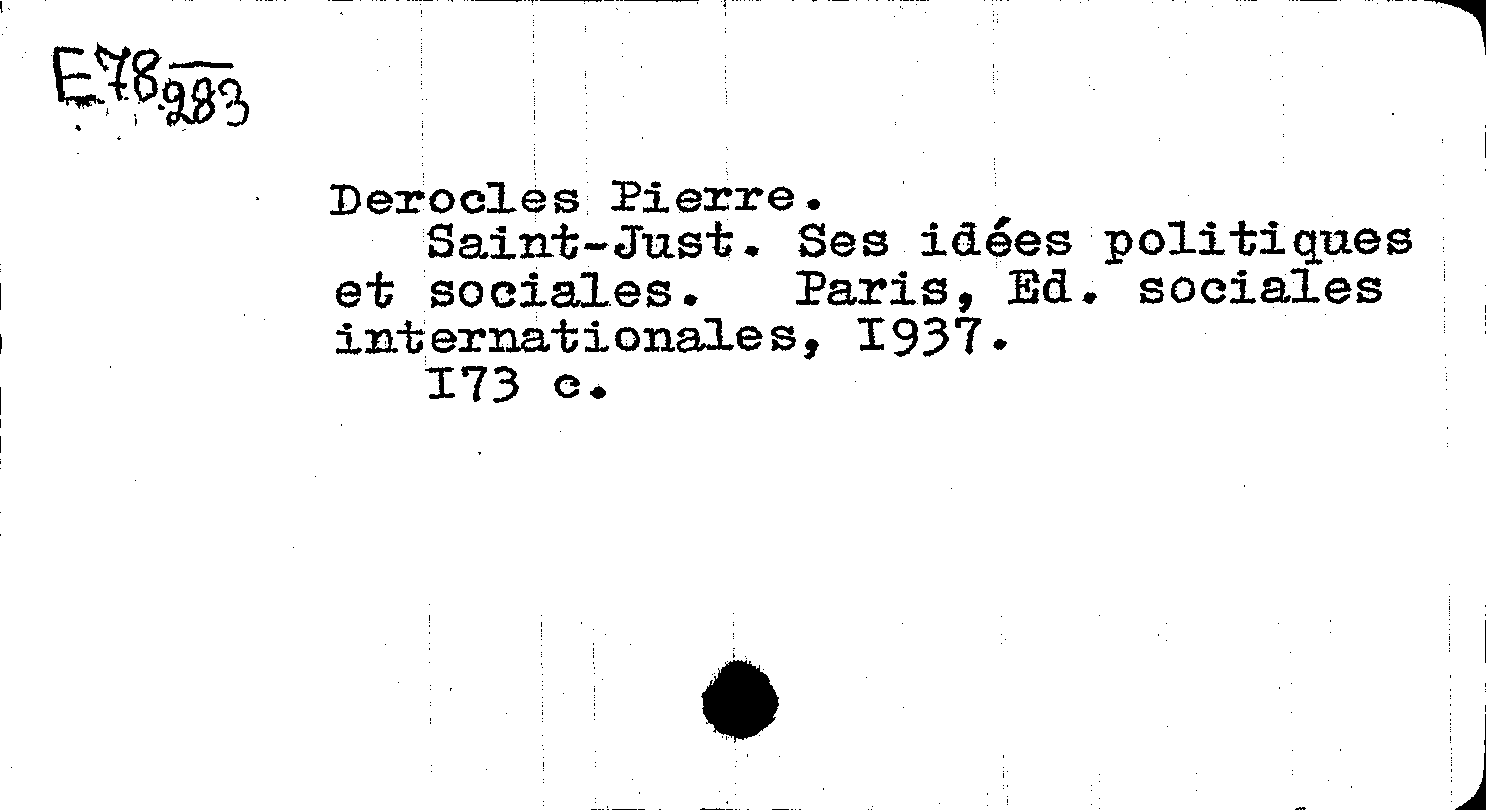 E78
283
Derocles Pierre.
Saint-Just. Ses idées politiques
et sociales. Paris, Ed. sociales
internationales, I937.
I73 c.